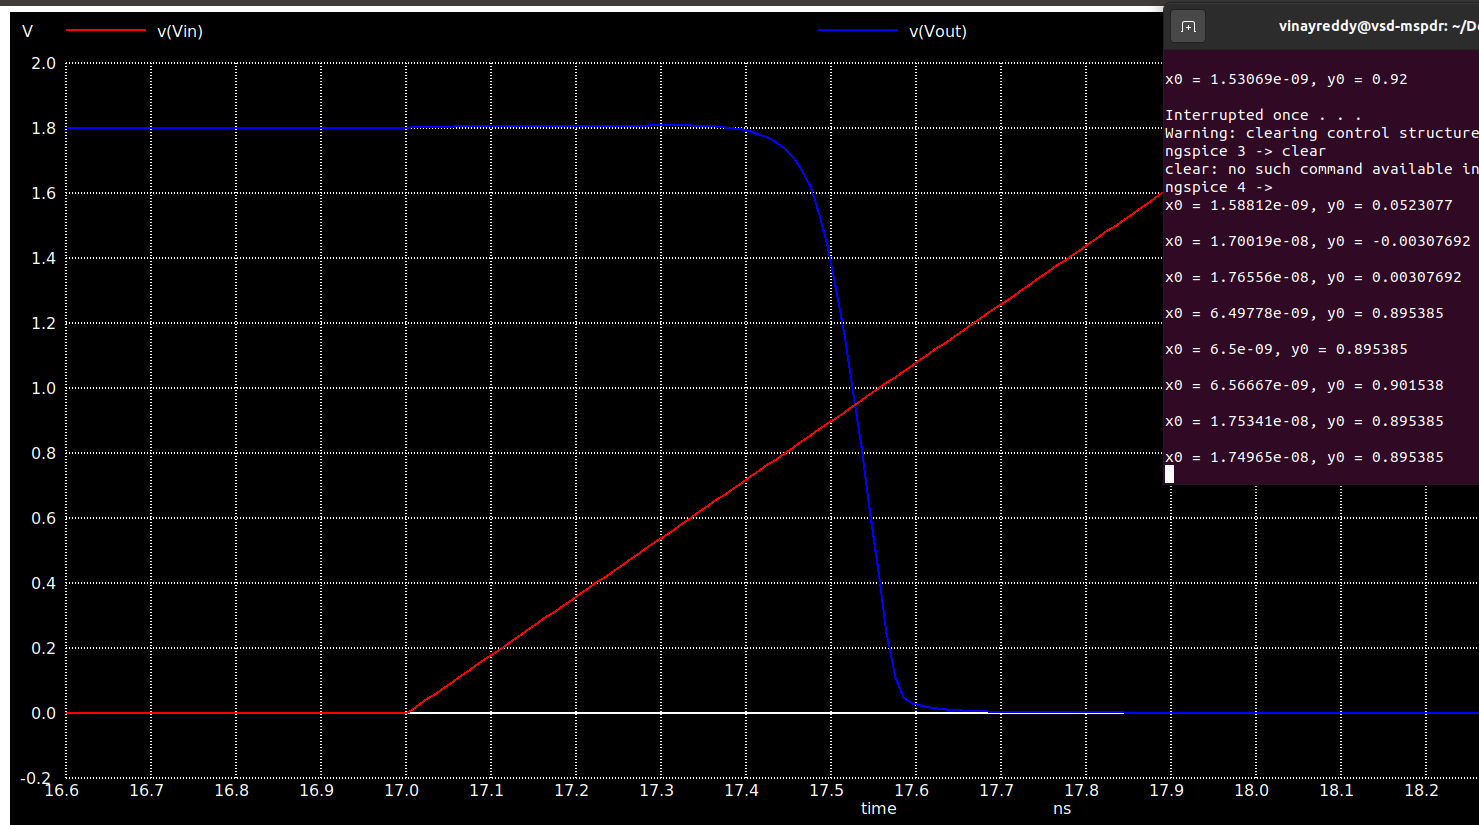 V v(Vin) v(Vout)
2.0
1.8
1.6
1.4
1.2
1.0
0.8
0.6
0.4
0.2
0.0
-0.2
16.6 16.7 16.8 16.9 17.0 17.1 17.2 17.3 17.4 17.5 17.6 17.7 17.8 17.9 18.0 18.1 18.2
time ns
vinayreddy@vsd-mspdr: ~/De
x0 = 1.53069e-09, y0 = 0.92
Interrupted once . . .
Warning: clearing control structure
ngspice 3 -> clear
clear: no such command available in
ngspice 4 ->
x0 = 1.58812e-09, y0 = 0.0523077
x0 = 1.70019e-08, y0 = -0.00307692
x0 = 1.76556e-08, y0 = 0.00307692
x0 = 6.49778e-09, y0 = 0.895385
x0 = 6.5e-09, y0 = 0.895385
x0 = 6.56667e-09, y0 = 0.901538
x0 = 1.75341e-08, y0 = 0.895385
x0 = 1.74965e-08, y0 = 0.895385